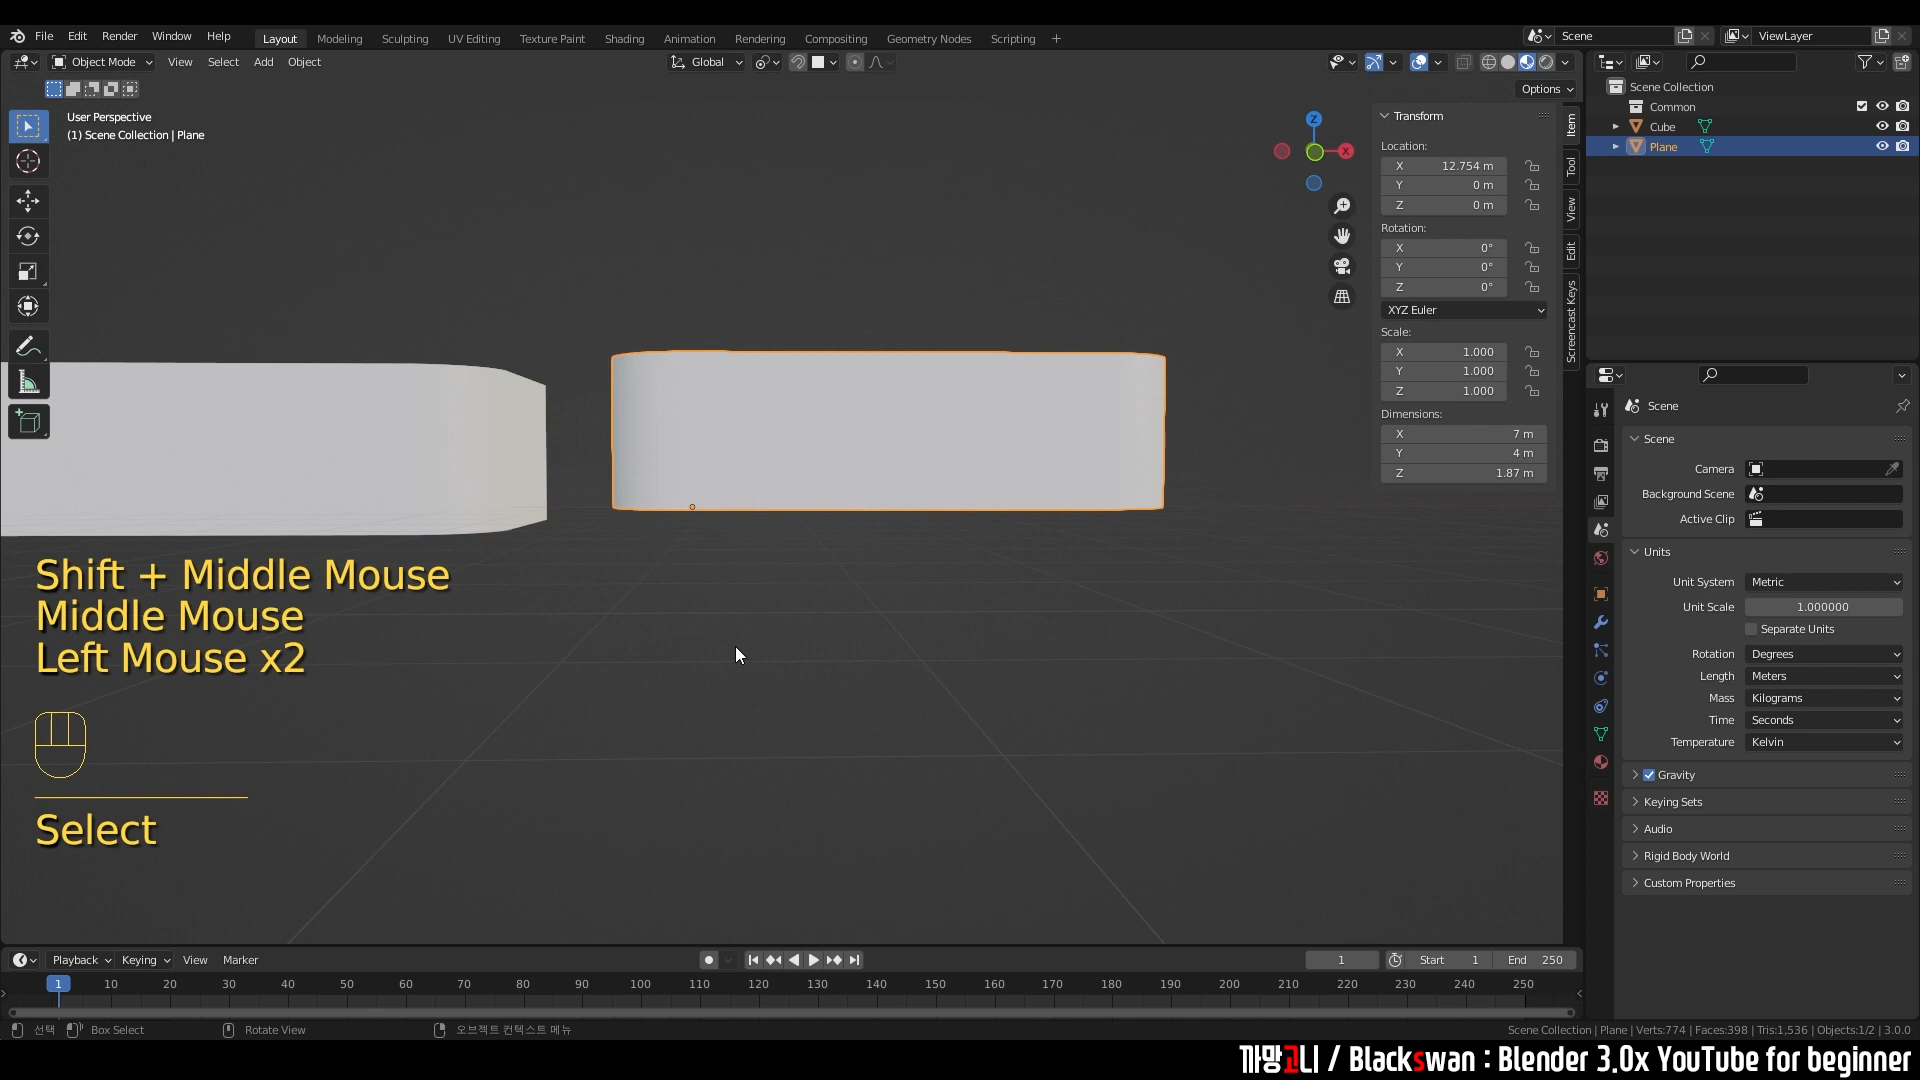 File Edit Render Window Help Layout Modeling Sculpting UV Editing Texture Paint Shading Animation Rendering Compositing Geometry Nodes Scripting + Scene ViewLayer
Object Mode View Select Add Object Global
Options
User Perspective
(1) Scene Collection | Plane
Z
X
Transform
Location:
X 12.754 m
Y 0 m
Z 0 m
Rotation:
X 0°
Y 0°
Z 0°
XYZ Euler
Scale:
X 1.000
Y 1.000
Z 1.000
Dimensions:
X 7 m
Y 4 m
Z 1.87 m
Item
Tool
View
Edit
Screencast Keys
Scene Collection
Common
Cube
Plane
Scene
Scene
Camera
Background Scene
Active Clip
Units
Unit System Metric
Unit Scale 1.000000
Separate Units
Rotation Degrees
Length Meters
Mass Kilograms
Time Seconds
Temperature Kelvin
Gravity
Keying Sets
Audio
Rigid Body World
Custom Properties
Shift + Middle Mouse
Middle Mouse
Left Mouse x2
Select
Playback Keying View Marker 1 Start 1 End 250
1 10 20 30 40 50 60 70 80 90 100 110 120 130 140 150 160 170 180 190 200 210 220 230 240 250
선택 Box Select Rotate View 오브젝트 컨텍스트 메뉴 Scene Collection | Plane | Verts:774 | Faces:398 | Tris:1,536 | Objects:1/2 | 3.0.0
까망고니 / Blackswan : Blender 3.0x YouTube for beginner